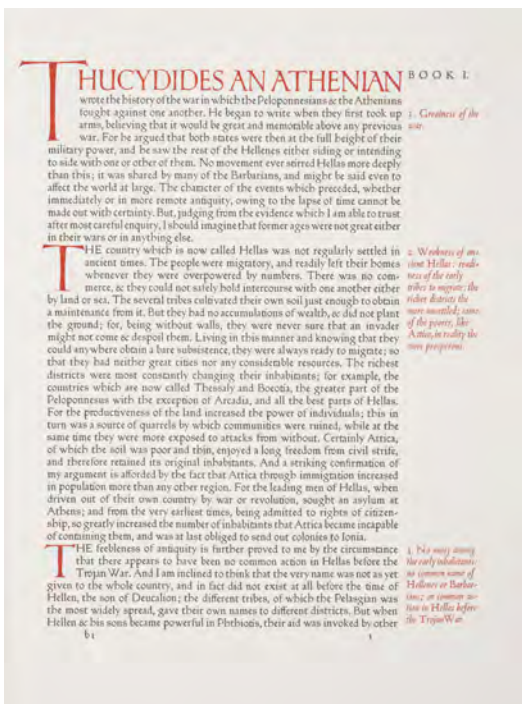 THUCYDIDES AN ATHENIAN
BOOK I.
wrote the history of the war in which the Peloponnesians & the Athenians
fought against one another. He began to write when they first took up
arms, believing that it would be great and memorable above any previous
war. For he argued that both states were then at the full height of their
military power, and he saw the rest of the Hellenes either siding or intending
to side with one or other of them. No movement ever stirred Hellas more deeply
than this; it was shared by many of the Barbarians, and might be said even to
affect the world at large. The character of the events which preceded, whether
immediately or in more remote antiquity, owing to the lapse of time cannot be
made out with certainty. But, judging from the evidence which I am able to trust
after most careful enquiry, I should imagine that former ages were not great either
in their wars or in anything else.
1. Greatness of the
war.
THE country which is now called Hellas was not regularly settled in
ancient times. The people were migratory, and readily left their homes
whenever they were overpowered by numbers. There was no com-
merce, & they could not safely hold intercourse with one another either
by land or sea. The several tribes cultivated their own soil just enough to obtain
a maintenance from it. But they had no accumulations of wealth, & did not plant
the ground; for, being without walls, they were never sure that an invader
might not come & despoil them. Living in this manner and knowing that they
could anywhere obtain a bare subsistence, they were always ready to migrate; so
that they had neither great cities nor any considerable resources. The richest
districts were most constantly changing their inhabitants; for example, the
countries which are now called Thessaly and Boeotia, the greater part of the
Peloponnesus with the exception of Arcadia, and all the best parts of Hellas.
For the productiveness of the land increased the power of individuals; this in
turn was a source of quarrels by which communities were ruined, while at the
same time they were more exposed to attacks from without. Certainly Attica,
of which the soil was poor and thin, enjoyed a long freedom from civil strife,
and therefore retained its original inhabitants. And a striking confirmation of
my argument is afforded by the fact that Attica through immigration increased
in population more than any other region. For the leading men of Hellas, when
driven out of their own country by war or revolution, sought an asylum at
Athens; and from the very earliest times, being admitted to rights of citizen-
ship, so greatly increased the number of inhabitants that Attica became incapable
of containing them, and was at last obliged to send out colonies to Ionia.
2. Weakness of an-
cient Hellas: readi-
ness of the early
tribes to migrate: the
richer districts the
more unsettled; some
of the poorer, like
Attica, in reality the
more prosperous.
THE feebleness of antiquity is further proved to me by the circumstance
that there appears to have been no common action in Hellas before the
Trojan War. And I am inclined to think that the very name was not as yet
given to the whole country, and in fact did not exist at all before the time of
Hellen, the son of Deucalion; the different tribes, of which the Pelasgian was
the most widely spread, gave their own names to different districts. But when
Hellen & his sons became powerful in Phthiotis, their aid was invoked by other
3. No unity among
the early inhabitants:
no common name of
Hellenes or Barbar-
ians; no common ac-
tion in Hellas before
the Trojan War.
b1
1